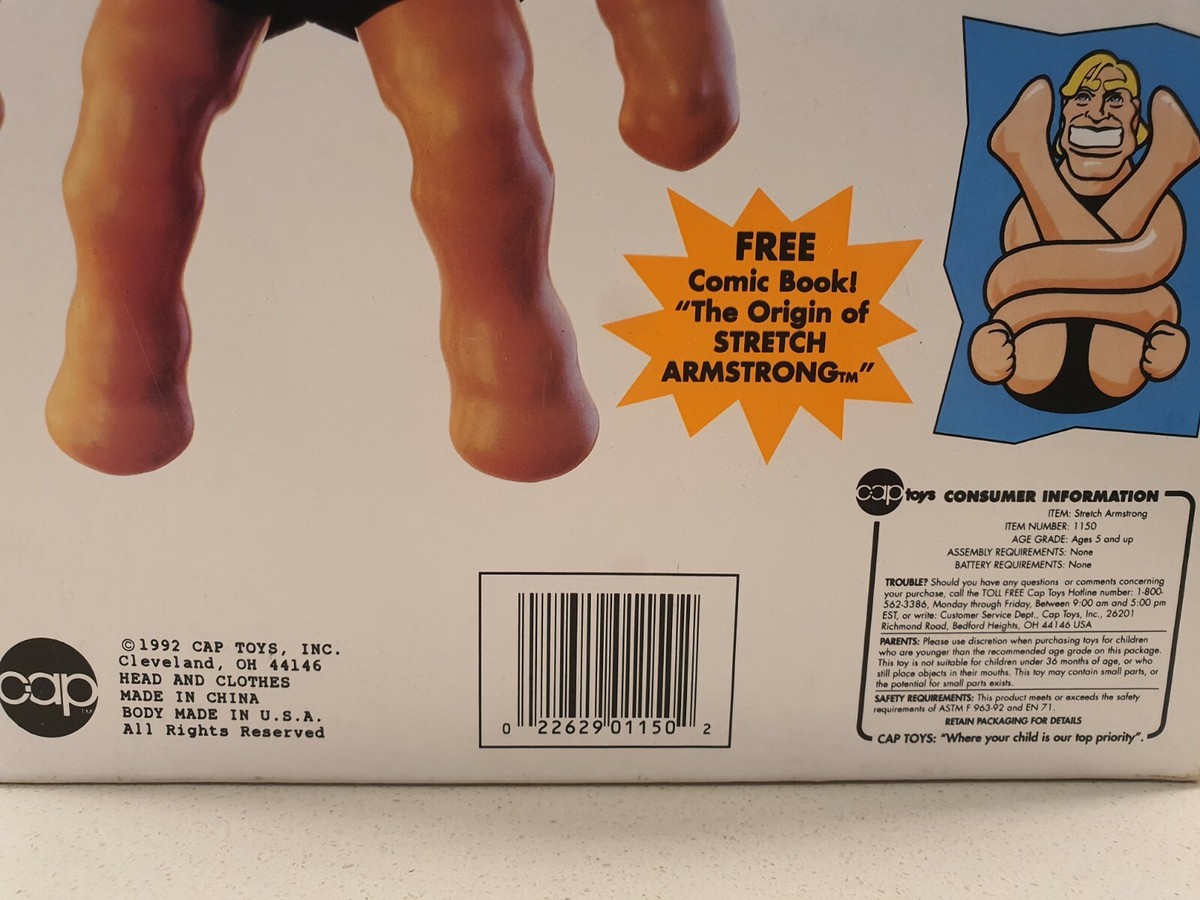 FREE
Comic Book!
“The Origin of
STRETCH
ARMSTRONG™”
cap toys CONSUMER INFORMATION
ITEM: Stretch Armstrong
ITEM NUMBER: 1150
AGE GRADE: Ages 5 and up
ASSEMBLY REQUIREMENTS: None
BATTERY REQUIREMENTS: None
TROUBLE? Should you have any questions or comments concerning
your purchase, call the TOLL FREE Cap Toys Hotline number: 1-800-
562-3386, Monday through Friday, Between 9:00 am and 5:00 pm
EST, or write: Customer Service Dept., Cap Toys, Inc., 26201
Richmond Road, Bedford Heights, OH 44146 USA
PARENTS: Please use discretion when purchasing toys for children
who are younger than the recommended age grade on this package.
This toy is not suitable for children under 36 months of age, or who
still place objects in their mouths. This toy may contain small parts, or
the potential for small parts exists.
SAFETY REQUIREMENTS: This product meets or exceeds the safety
requirements of ASTM F 963-92 and EN 71.
RETAIN PACKAGING FOR DETAILS
CAP TOYS: “Where your child is our top priority”.
cap™
©1992 CAP TOYS, INC.
Cleveland, OH 44146
HEAD AND CLOTHES
MADE IN CHINA
BODY MADE IN U.S.A.
All Rights Reserved
0 22629 01150 2